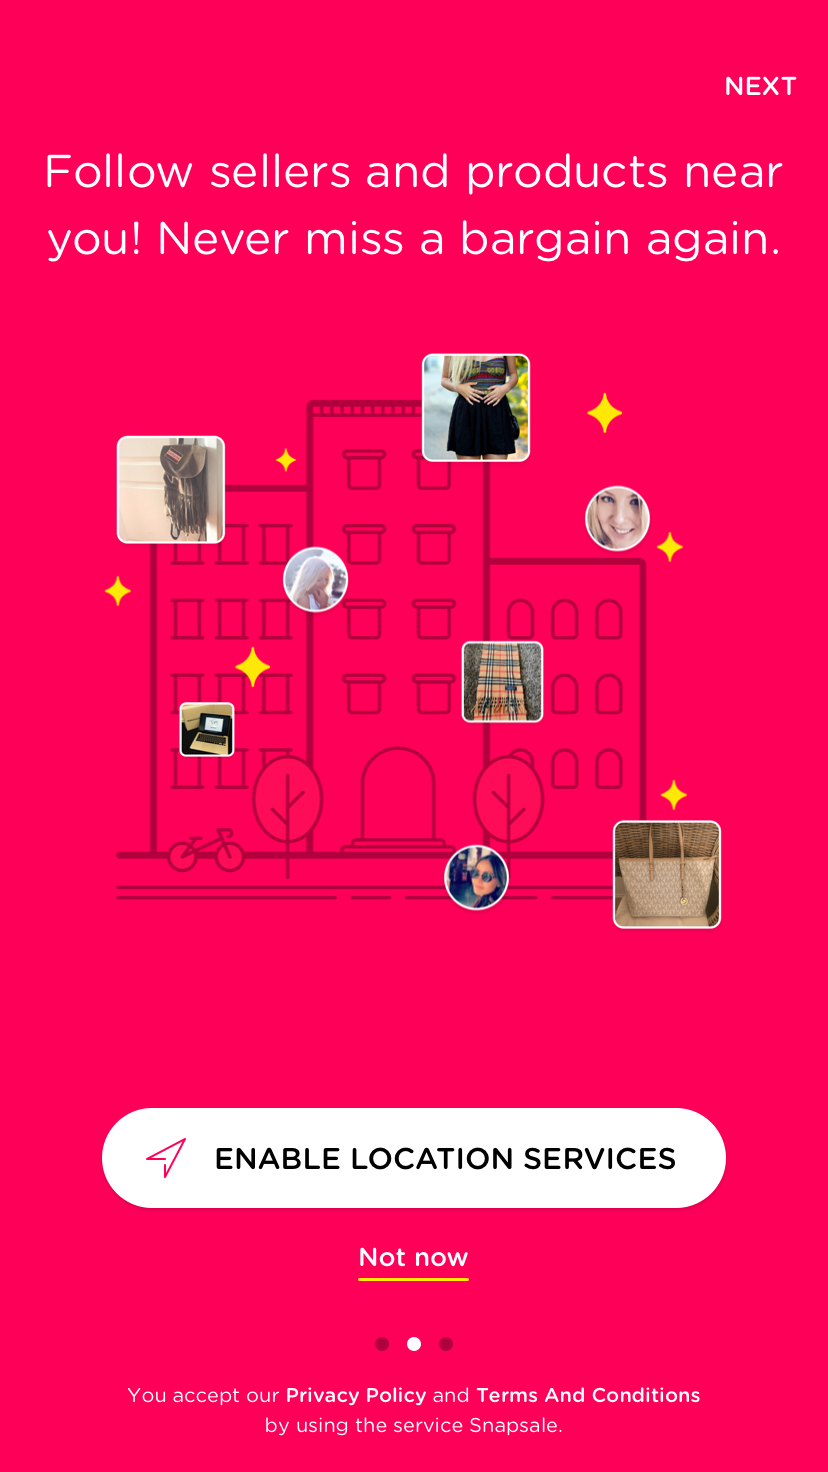 NEXT
Follow sellers and products near
you! Never miss a bargain again.
ENABLE LOCATION SERVICES
Not now
You accept our Privacy Policy and Terms And Conditions
by using the service Snapsale.